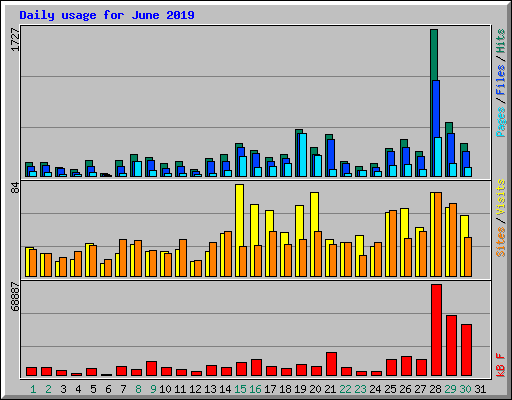 Daily usage for June 2019
1727
Pages / Files / Hits
84
Sites / Visits
68887
kB F
1 2 3 4 5 6 7 8 9 10 11 12 13 14 15 16 17 18 19 20 21 22 23 24 25 26 27 28 29 30 31